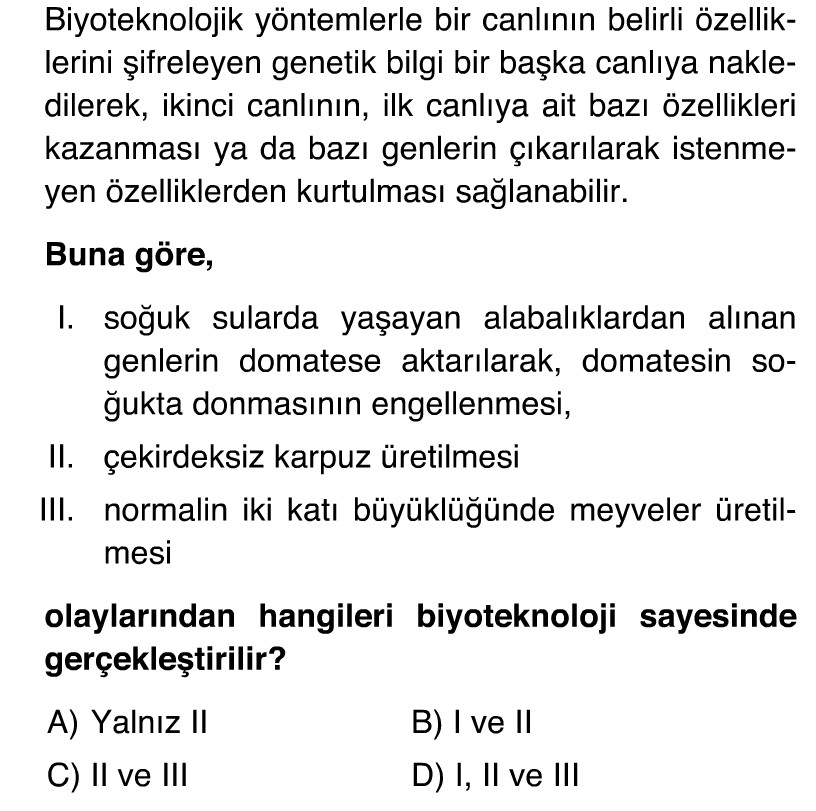 Biyoteknolojik yöntemlerle bir canlının belirli özellik-
lerini şifreleyen genetik bilgi bir başka canlıya nakle-
dilerek, ikinci canlının, ilk canlıya ait bazı özellikleri
kazanması ya da bazı genlerin çıkarılarak istenme-
yen özelliklerden kurtulması sağlanabilir.
Buna göre,
I. soğuk sularda yaşayan alabalıklardan alınan
genlerin domatese aktarılarak, domatesin so-
ğukta donmasının engellenmesi,
II. çekirdeksiz karpuz üretilmesi
III. normalin iki katı büyüklüğünde meyveler üretil-
mesi
olaylarından hangileri biyoteknoloji sayesinde
gerçekleştirilir?
A) Yalnız II B) I ve II
C) II ve III D) I, II ve III